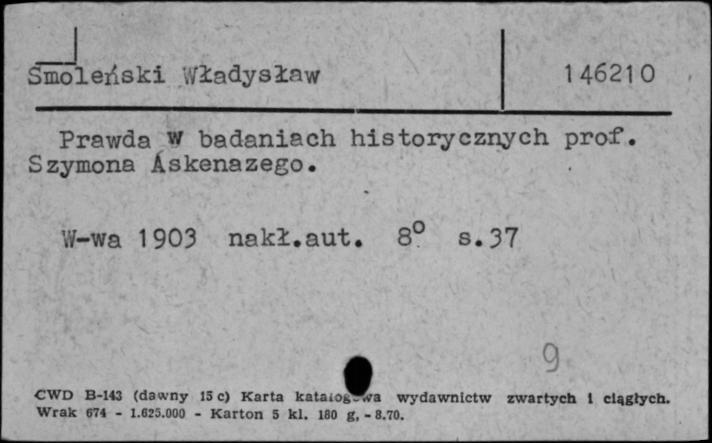 Smoleński Władysław 146210
Prawda w badaniach historycznych prof.
Szymona Askenazego.
W-wa 1903 nakł.aut. 8° s.37
9
CWD B-143 (dawny 15 c) Karta katalogowa wydawnictw zwartych i ciągłych.
Wrak 674 - 1.625.000 - Karton 5 kl. 180 g, - 8.70.